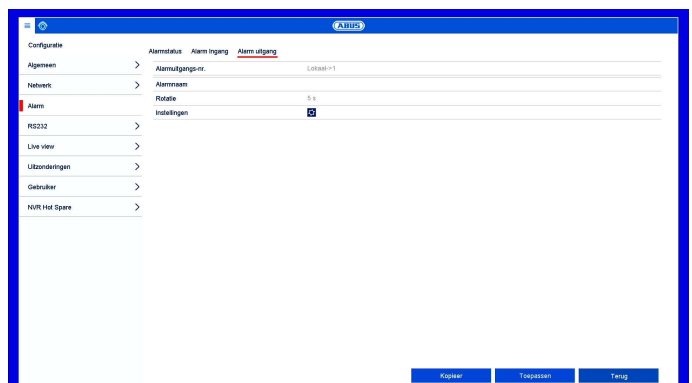 ABUS
Configuratie
Algemeen
Netwerk
Alarm
RS232
Live view
Uitzonderingen
Gebruiker
NVR Hot Spare
Alarmstatus Alarm Ingang Alarm uitgang
Alarmuitgangs-nr. Lokaal->1
Alarmnaam
Rotatie 5 s
Instellingen
Kopieer Toepassen Terug